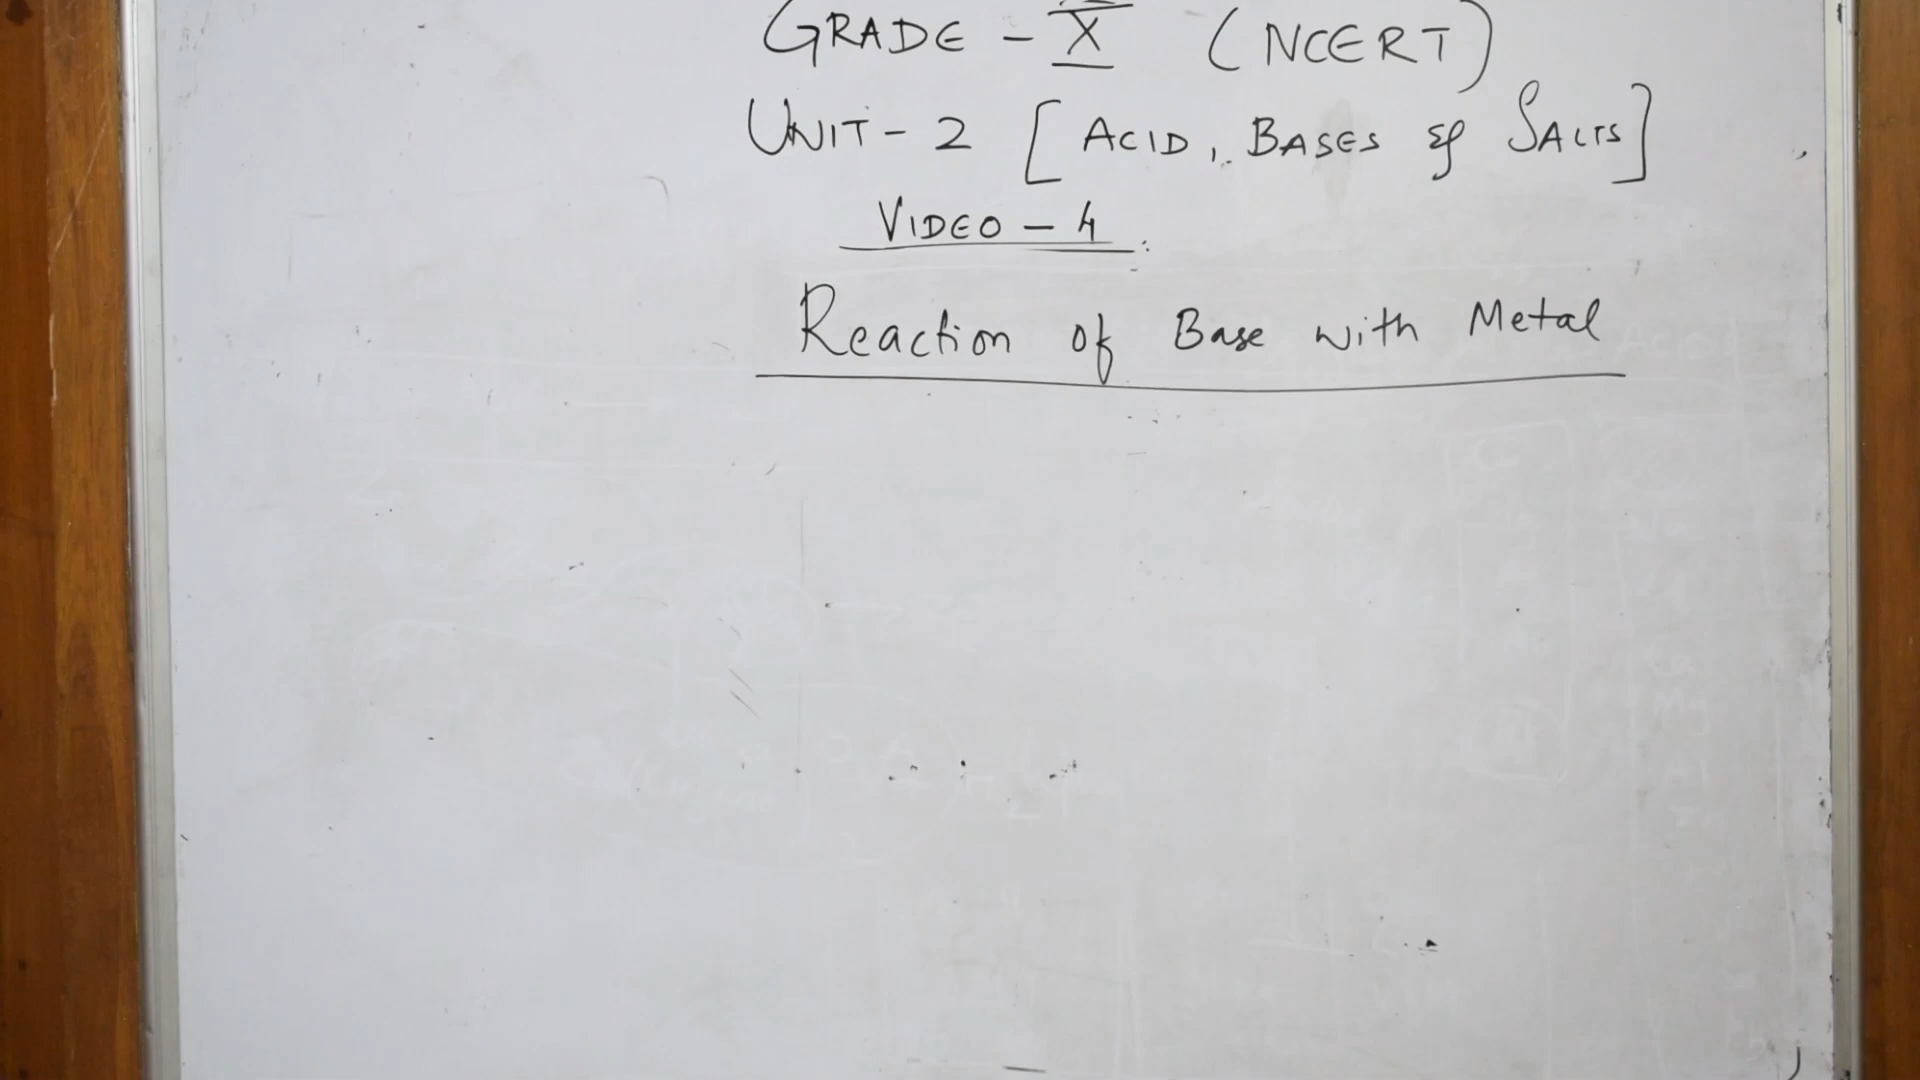 GRADE - X (NCERT)
UNIT - 2 [ACID, BASES & SALTS]
VIDEO - 4
Reaction of Base with Metal